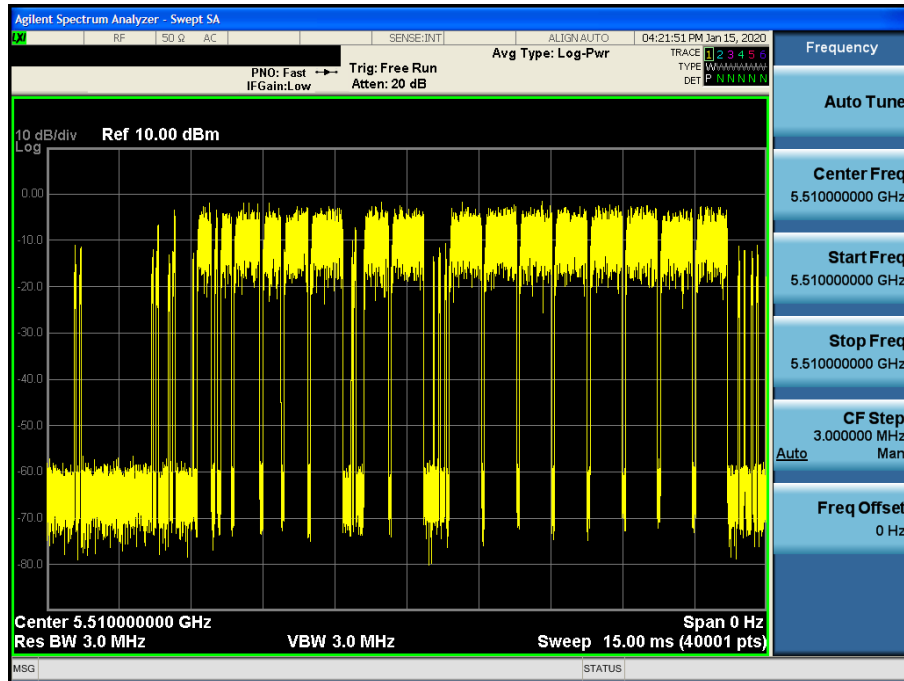 Agilent Spectrum Analyzer - Swept SA
LXI RF 50 Ω AC SENSE:INT ALIGN AUTO 04:21:51 PM Jan 15, 2020
Frequency
PNO: Fast
IFGain:Low
Trig: Free Run
Atten: 20 dB
Avg Type: Log-Pwr
TRACE 1 2 3 4 5 6
TYPE WWWWWWWW
DET P N N N N N
Auto Tune
10 dB/div
Log
Ref 10.00 dBm
0.00
-10.0
-20.0
-30.0
-40.0
-50.0
-60.0
-70.0
-80.0
Center Freq
5.510000000 GHz
Start Freq
5.510000000 GHz
Stop Freq
5.510000000 GHz
CF Step
3.000000 MHz
Auto Man
Freq Offset
0 Hz
Center 5.510000000 GHz Span 0 Hz
Res BW 3.0 MHz VBW 3.0 MHz Sweep 15.00 ms (40001 pts)
MSG STATUS